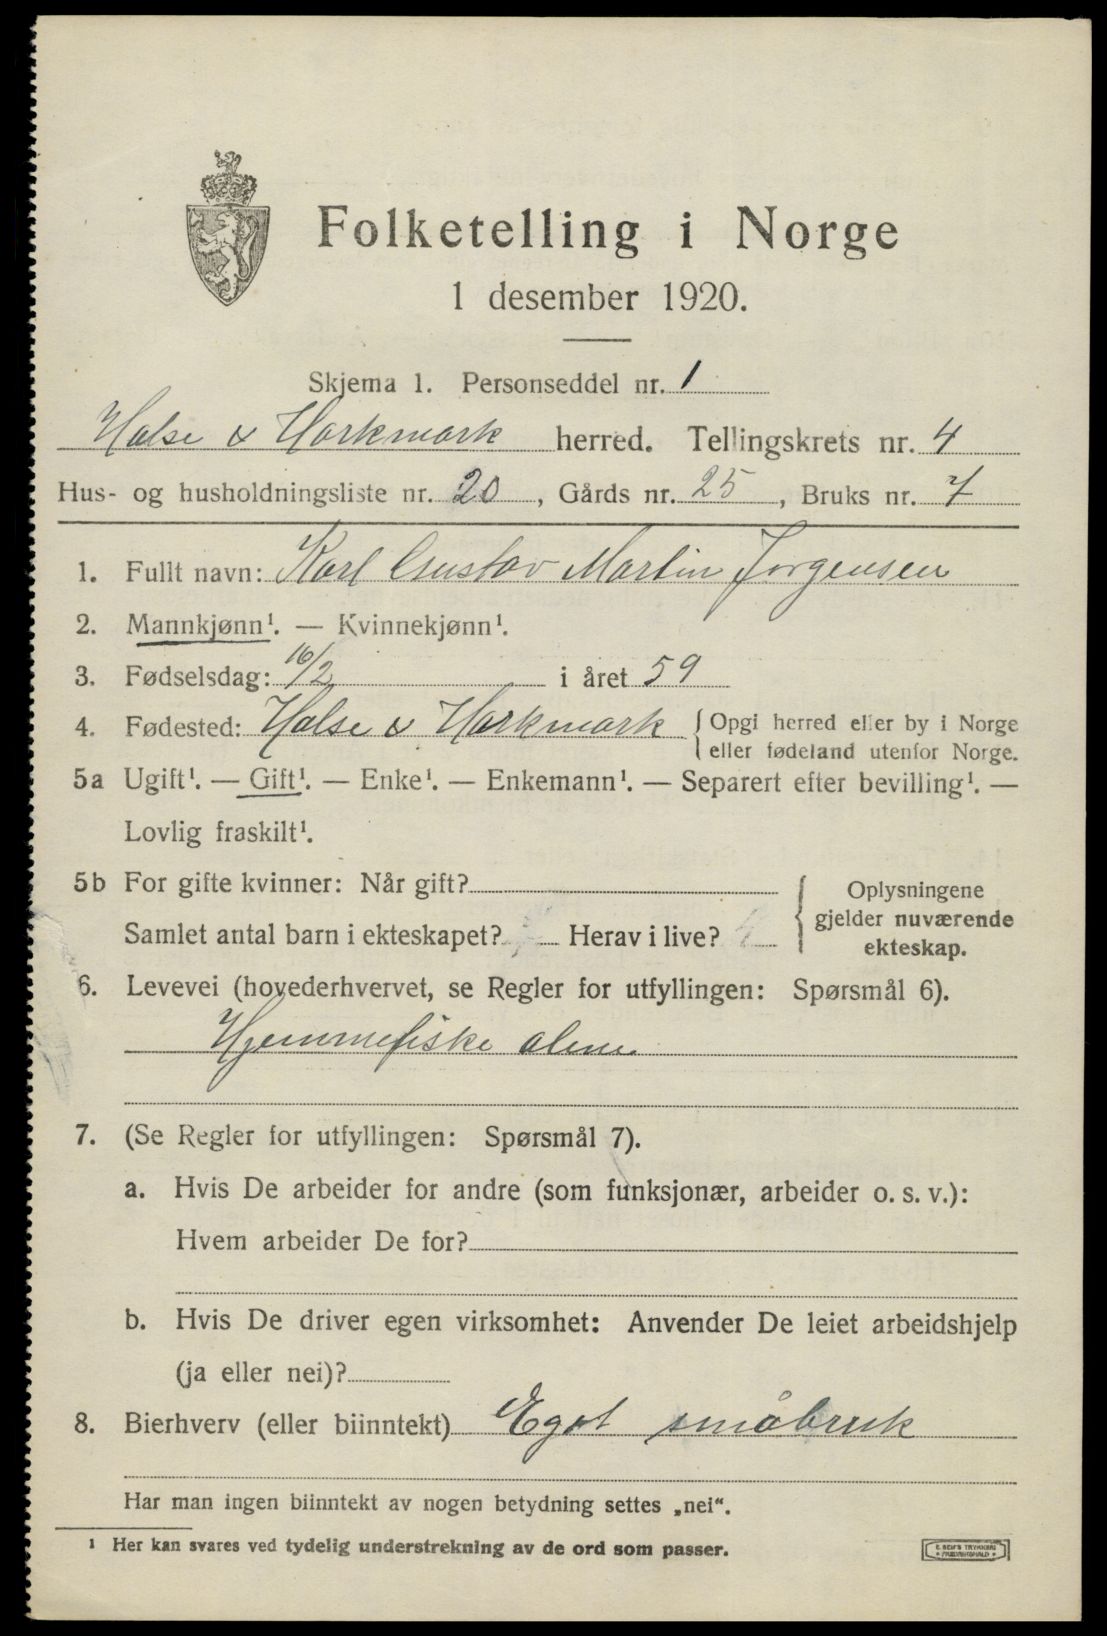 Folketelling i Norge
1 desember 1920.
Skjema 1. Personseddel nr. 1
Halse & Harkmark herred. Tellingskrets nr. 4
Hus- og husholdningsliste nr. 20, Gårds nr. 25, Bruks nr. 7
1. Fullt navn: Karl Gustav Martin Jørgensen
2. Mannkjønn¹. — Kvinnekjønn¹.
3. Fødselsdag: 16/2 i året 59
4. Fødested: Halse & Harkmark {Opgi herred eller by i Norge
eller fødeland utenfor Norge.
5a Ugift¹. — Gift¹. — Enke¹. — Enkemann¹. — Separert efter bevilling¹. —
Lovlig fraskilt¹.
5b For gifte kvinner: Når gift?
Samlet antal barn i ekteskapet? Herav i live?
Oplysningene
gjelder nuværende
ekteskap.
6. Levevei (hovederhvervet, se Regler for utfyllingen: Spørsmål 6).
Hjemmefiske alene
7. (Se Regler for utfyllingen: Spørsmål 7).
a. Hvis De arbeider for andre (som funksjonær, arbeider o. s. v.):
Hvem arbeider De for?
b. Hvis De driver egen virksomhet: Anvender De leiet arbeidshjelp
(ja eller nei)?
8. Bierhverv (eller biinntekt) Eget småbruk
Har man ingen biinntekt av nogen betydning settes „nei“.
¹ Her kan svares ved tydelig understrekning av de ord som passer.